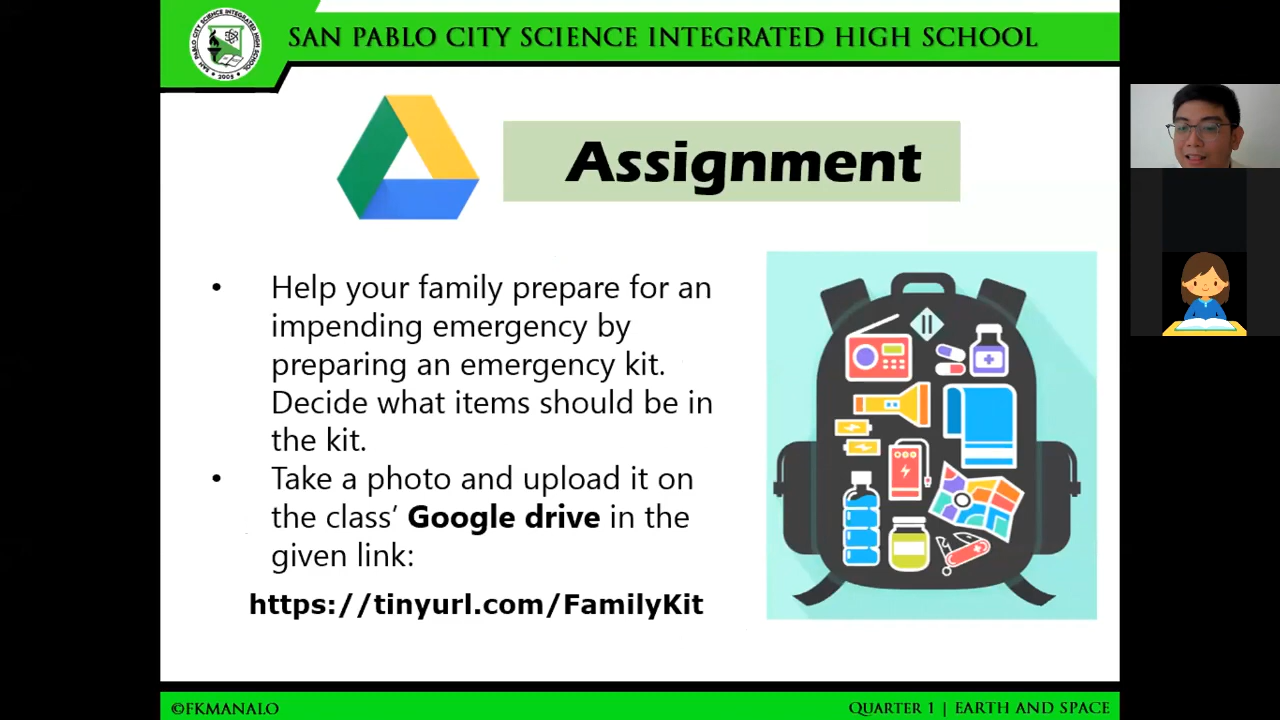 SAN PABLO CITY SCIENCE INTEGRATED HIGH SCHOOL
Assignment
• Help your family prepare for an
impending emergency by
preparing an emergency kit.
Decide what items should be in
the kit.
• Take a photo and upload it on
the class’ Google drive in the
given link:
https://tinyurl.com/FamilyKit
©FKMANALO
QUARTER 1 | EARTH AND SPACE
2005